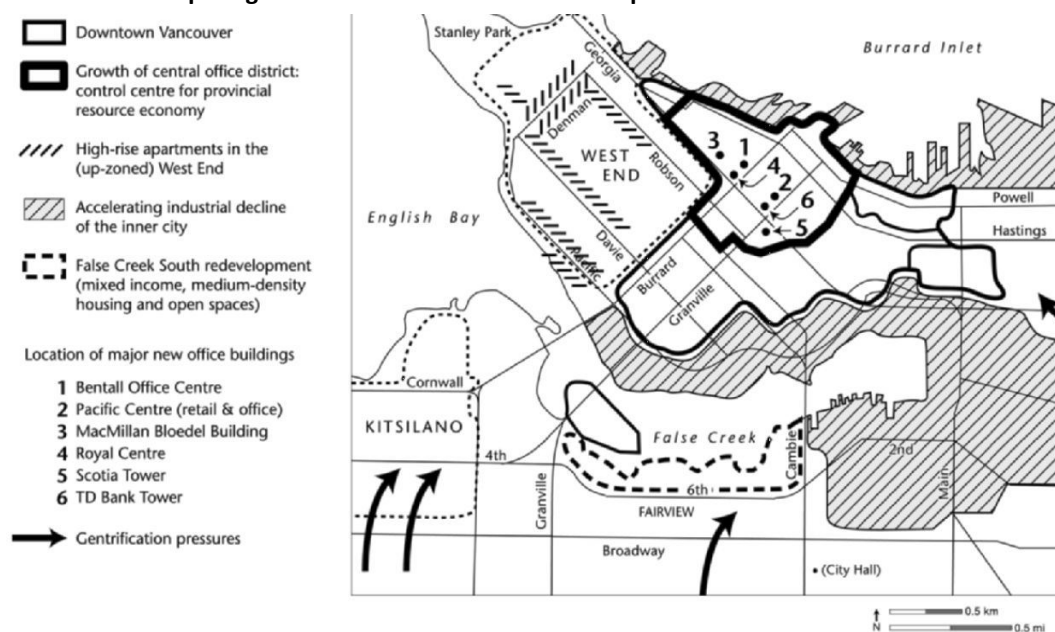 Downtown Vancouver
Growth of central office district:
control centre for provincial
resource economy
High-rise apartments in the
(up-zoned) West End
Accelerating industrial decline
of the inner city
False Creek South redevelopment
(mixed income, medium-density
housing and open spaces)
Location of major new office buildings
1 Bentall Office Centre
2 Pacific Centre (retail & office)
3 MacMillan Bloedel Building
4 Royal Centre
5 Scotia Tower
6 TD Bank Tower
Gentrification pressures
Stanley Park
Georgia
Burrard Inlet
Denman
WEST
END
Robson
3
1
4
2
6
5
Powell
Hastings
English Bay
Davie
Pacific
Burrard
Granville
Cornwall
KITSILANO
4th
False Creek
Cambie
2nd
Main
6th
Granville
FAIRVIEW
Broadway
(City Hall)
N
0.5 km
0.5 mi